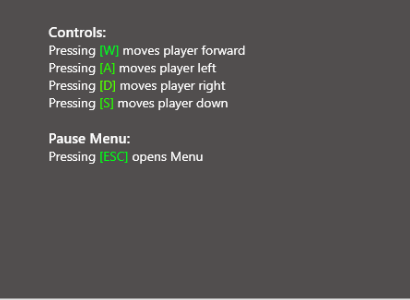 Controls:
Pressing [W] moves player forward
Pressing [A] moves player left
Pressing [D] moves player right
Pressing [S] moves player down
Pause Menu:
Pressing [ESC] opens Menu